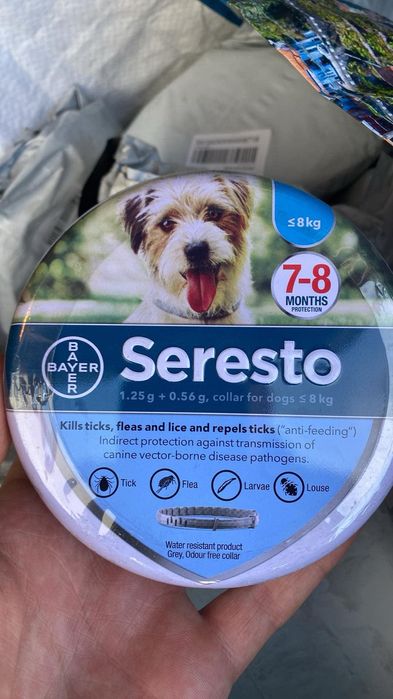 ≤8kg
7-8
MONTHS
PROTECTION
BAYER
BAYER
Seresto
1.25 g + 0.56 g, collar for dogs ≤ 8 kg
Kills ticks, fleas and lice and repels ticks ("anti-feeding")
Indirect protection against transmission of
canine vector-borne disease pathogens.
Tick
Flea
Larvae
Louse
Water resistant product
Grey, Odour free collar